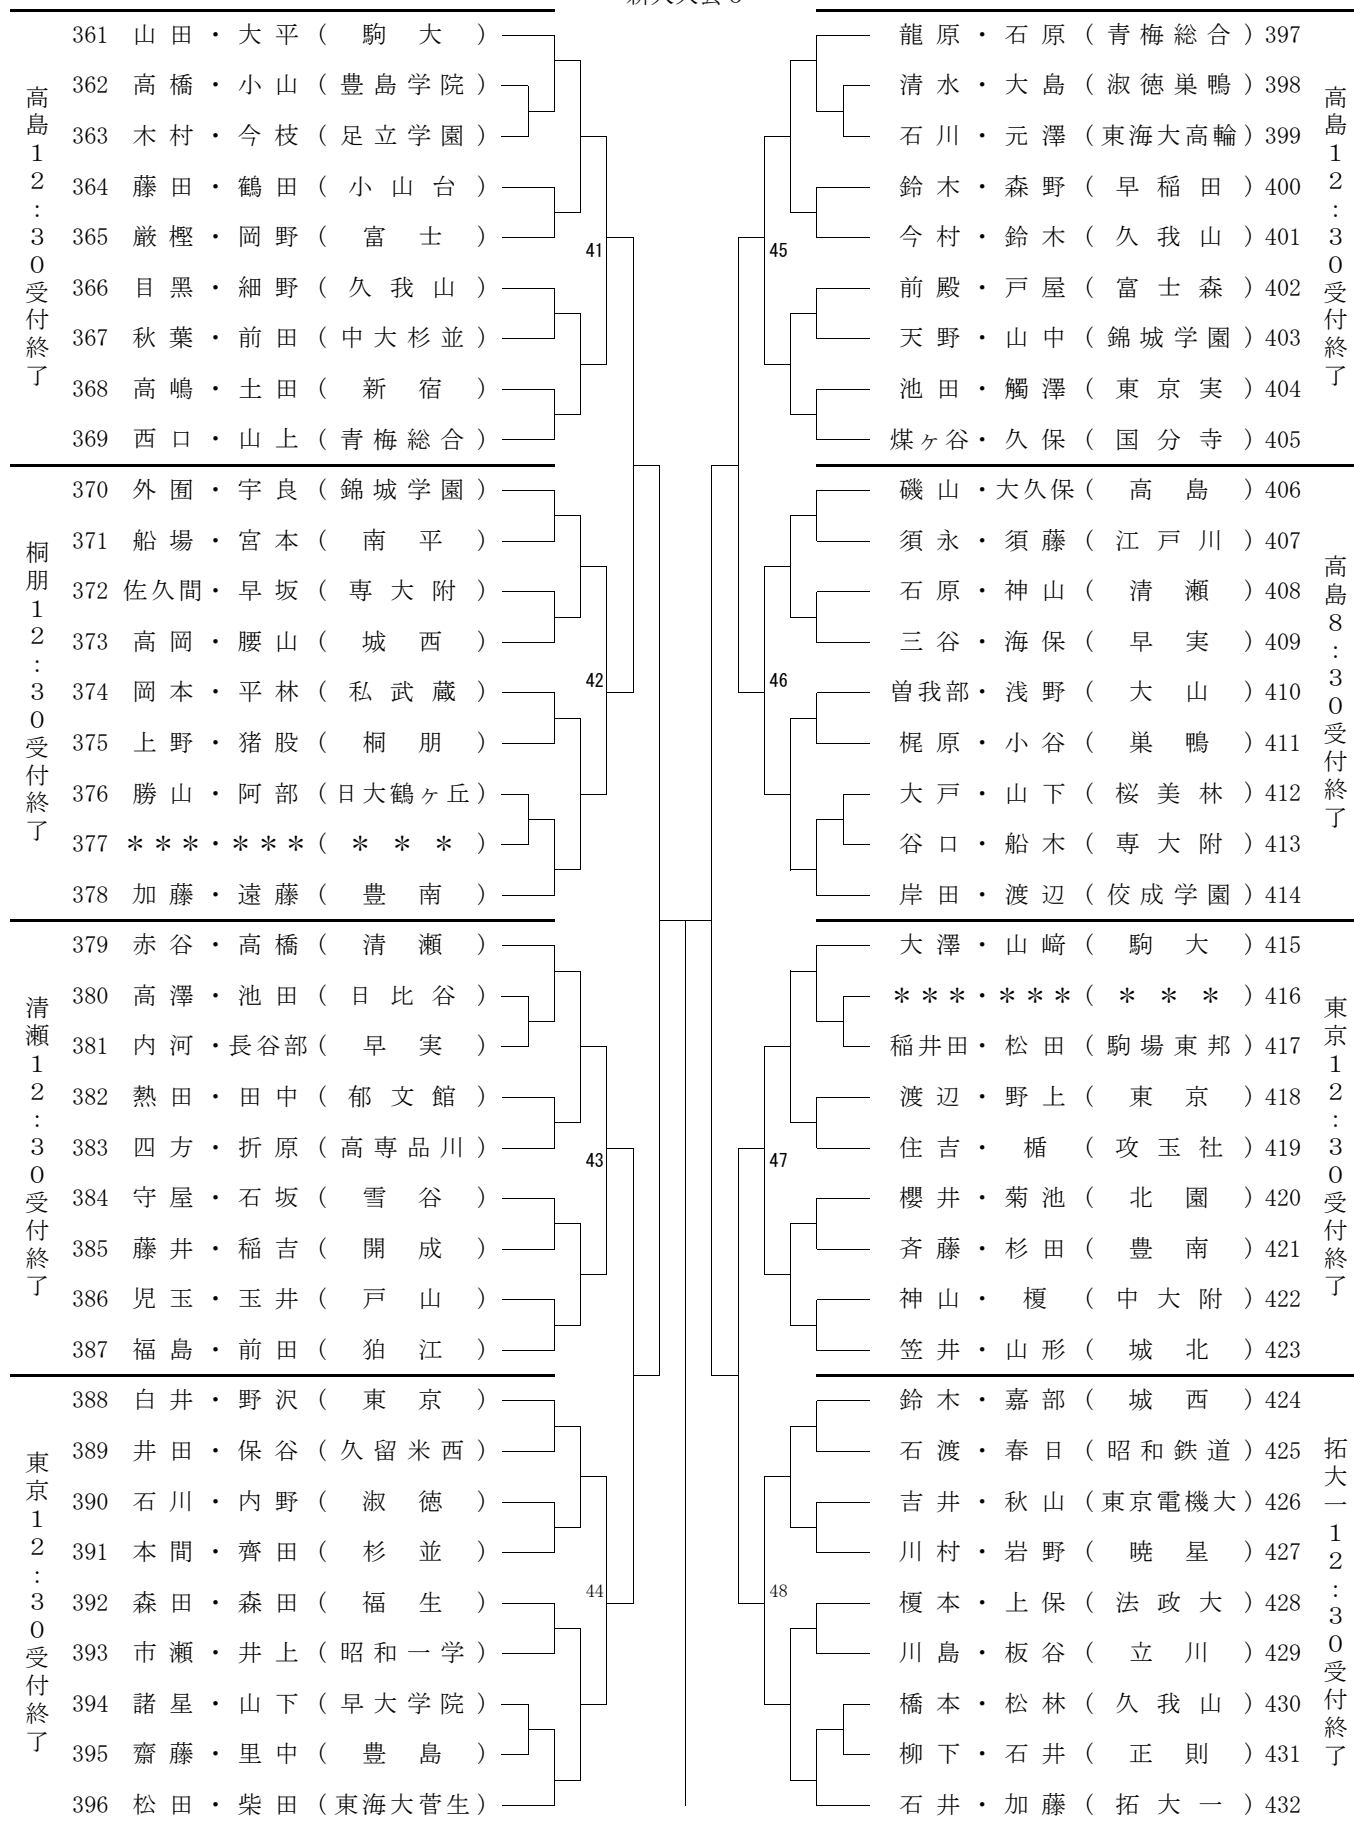 高島12:30受付終了
361 山田・大平(駒大)
362 高橋・小山(豊島学院)
363 木村・今枝(足立学園)
364 藤田・鶴田(小山台)
365 厳樫・岡野(富士)
366 目黒・細野(久我山)
367 秋葉・前田(中大杉並)
368 高嶋・土田(新宿)
369 西口・山上(青梅総合)
41
桐朋12:30受付終了
370 外囿・宇良(錦城学園)
371 船場・宮本(南平)
372 佐久間・早坂(専大附)
373 高岡・腰山(城西)
374 岡本・平林(私武蔵)
375 上野・猪股(桐朋)
376 勝山・阿部(日大鶴ヶ丘)
377 ***・***(***)
378 加藤・遠藤(豊南)
42
清瀬12:30受付終了
379 赤谷・高橋(清瀬)
380 高澤・池田(日比谷)
381 内河・長谷部(早実)
382 熱田・田中(郁文館)
383 四方・折原(高専品川)
384 守屋・石坂(雪谷)
385 藤井・稲吉(開成)
386 児玉・玉井(戸山)
387 福島・前田(狛江)
43
東京12:30受付終了
388 白井・野沢(東京)
389 井田・保谷(久留米西)
390 石川・内野(淑徳)
391 本間・齊田(杉並)
392 森田・森田(福生)
393 市瀬・井上(昭和一学)
394 諸星・山下(早大学院)
395 齋藤・里中(豊島)
396 松田・柴田(東海大菅生)
44
龍原・石原(青梅総合)397
清水・大島(淑徳巣鴨)398
石川・元澤(東海大高輪)399
鈴木・森野(早稲田)400
今村・鈴木(久我山)401
前殿・戸屋(富士森)402
天野・山中(錦城学園)403
池田・觸澤(東京実)404
煤ヶ谷・久保(国分寺)405
45
高島12:30受付終了
磯山・大久保(高島)406
須永・須藤(江戸川)407
石原・神山(清瀬)408
三谷・海保(早実)409
曽我部・浅野(大山)410
梶原・小谷(巣鴨)411
大戸・山下(桜美林)412
谷口・船木(専大附)413
岸田・渡辺(佼成学園)414
46
高島8:30受付終了
大澤・山﨑(駒大)415
***・***(***)416
稲井田・松田(駒場東邦)417
渡辺・野上(東京)418
住吉・楯(攻玉社)419
櫻井・菊池(北園)420
斉藤・杉田(豊南)421
神山・榎(中大附)422
笠井・山形(城北)423
47
東京12:30受付終了
鈴木・嘉部(城西)424
石渡・春日(昭和鉄道)425
吉井・秋山(東京電機大)426
川村・岩野(暁星)427
榎本・上保(法政大)428
川島・板谷(立川)429
橋本・松林(久我山)430
柳下・石井(正則)431
石井・加藤(拓大一)432
48
拓大一12:30受付終了